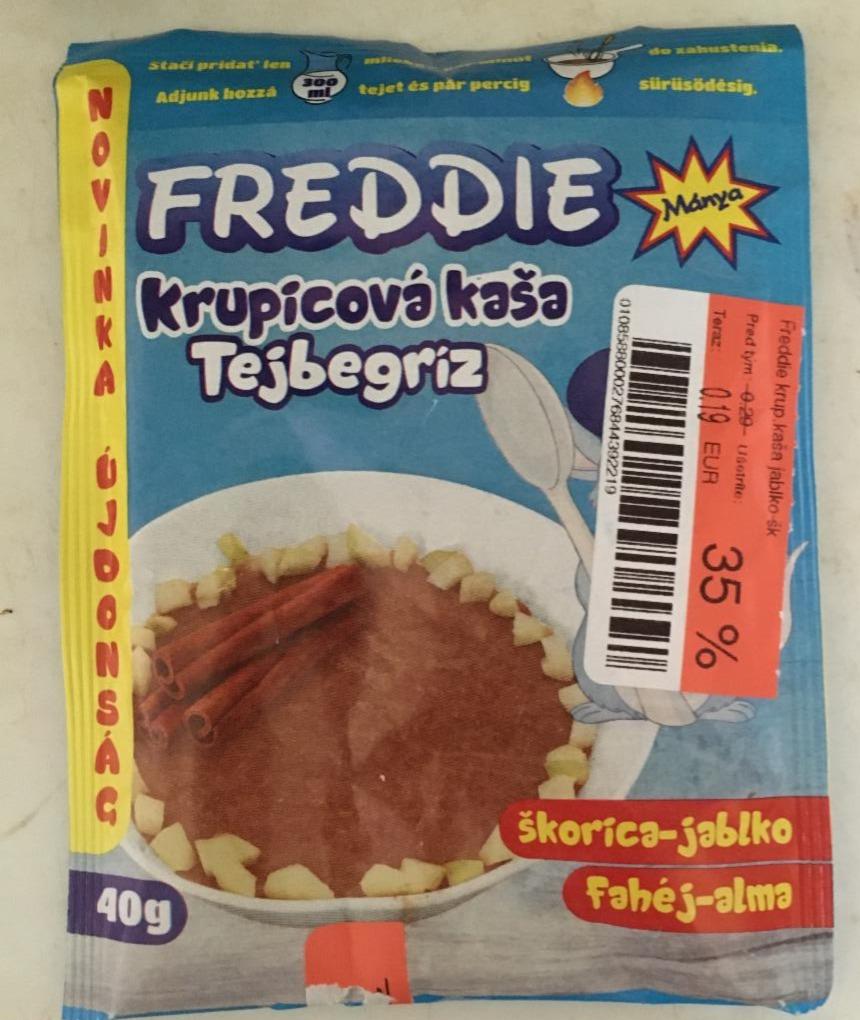 Stačí pridať len
do zahustenia.
Adjunk hozzá
300 ml
tejet és pár percig
sürüsödésig.
NOVINKA ÚJDONSÁG
FREDDIE
Mánya
Krupicová kaša
Tejbegríz
Freddie krup kaša jablko-šk
Pred tým: 0.29 Ušetríte:
Teraz: 0.19 EUR
35 %
škorica-jablko
fahéj-alma
40g